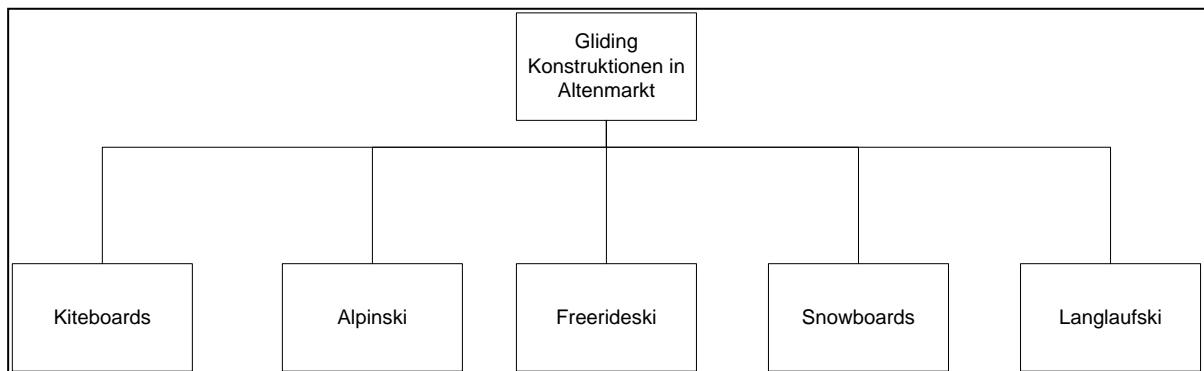 Gliding
Konstruktionen in
Altenmarkt
Kiteboards
Alpinski
Freerideski
Snowboards
Langlaufski